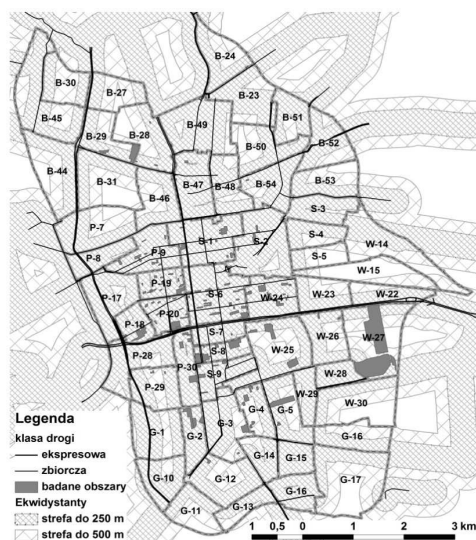 B-24
B-30
B-27
B-23
B-45
B-51
B-29
B-28
B-49
B-50
B-52
B-44
B-31
B-46
B-47
B-48
B-54
B-53
P-7
S-3
P-8
P-9
S-1
S-2
S-4
W-14
S-5
W-15
P-17
P-19
S-6
W-24
W-23
W-22
P-18
P-20
S-7
W-26
W-27
P-28
S-8
W-25
P-30
S-9
W-28
P-29
W-29
W-30
G-4
G-5
G-1
G-2
G-3
G-16
G-14
G-15
G-10
G-12
G-17
G-16
G-11
G-13
Legenda
klasa drogi
ekspresowa
zbiorcza
badane obszary
Ekwidystanty
strefa do 250 m
strefa do 500 m
1 0,5 0 1 2 3 km